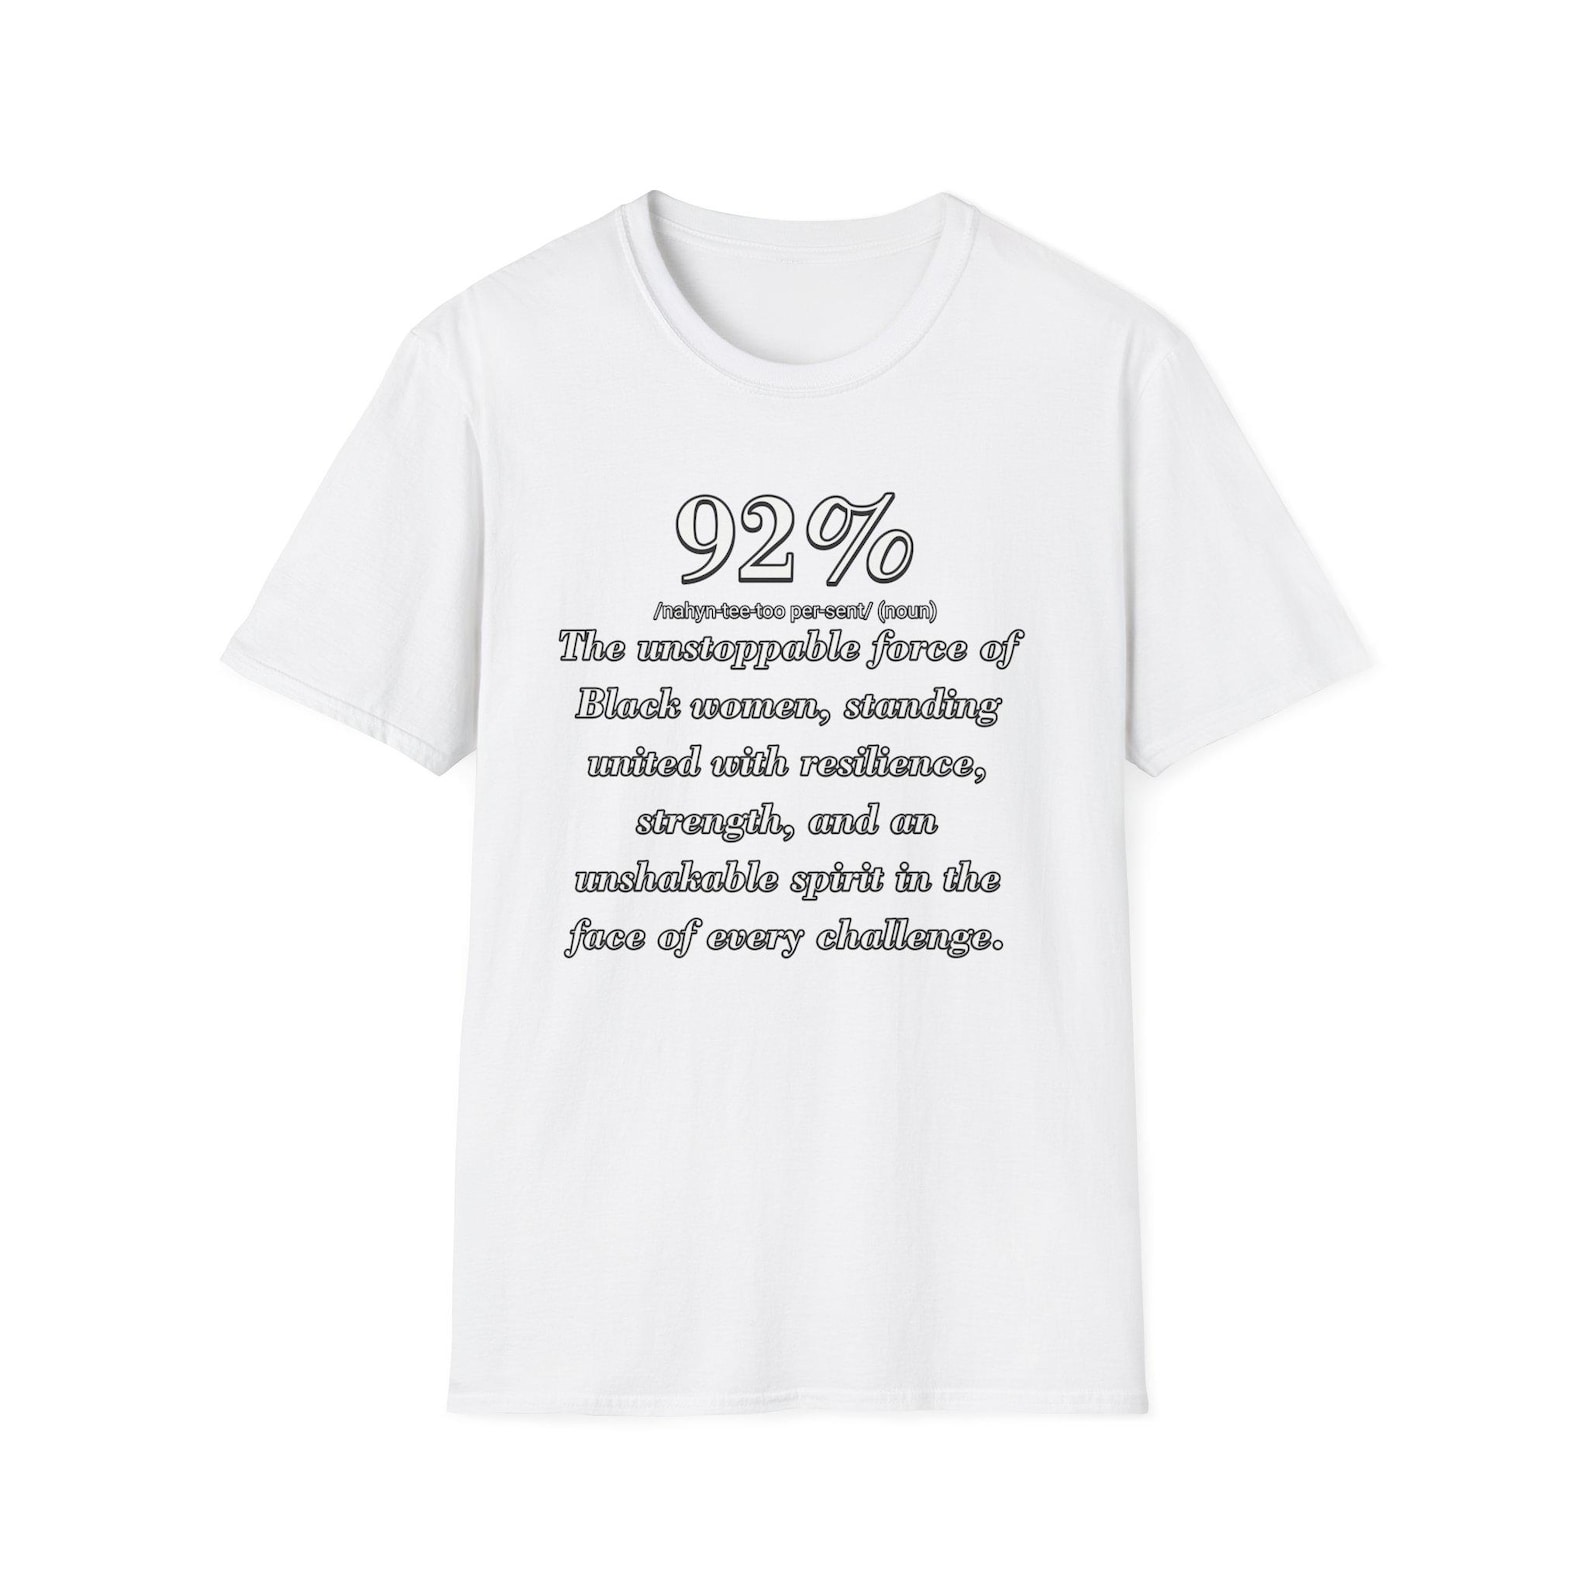 92%
/nahyn-tee-too per-sent/ (noun)
The unstoppable force of
Black women, standing
united with resilience,
strength, and an
unshakable spirit in the
face of every challenge.